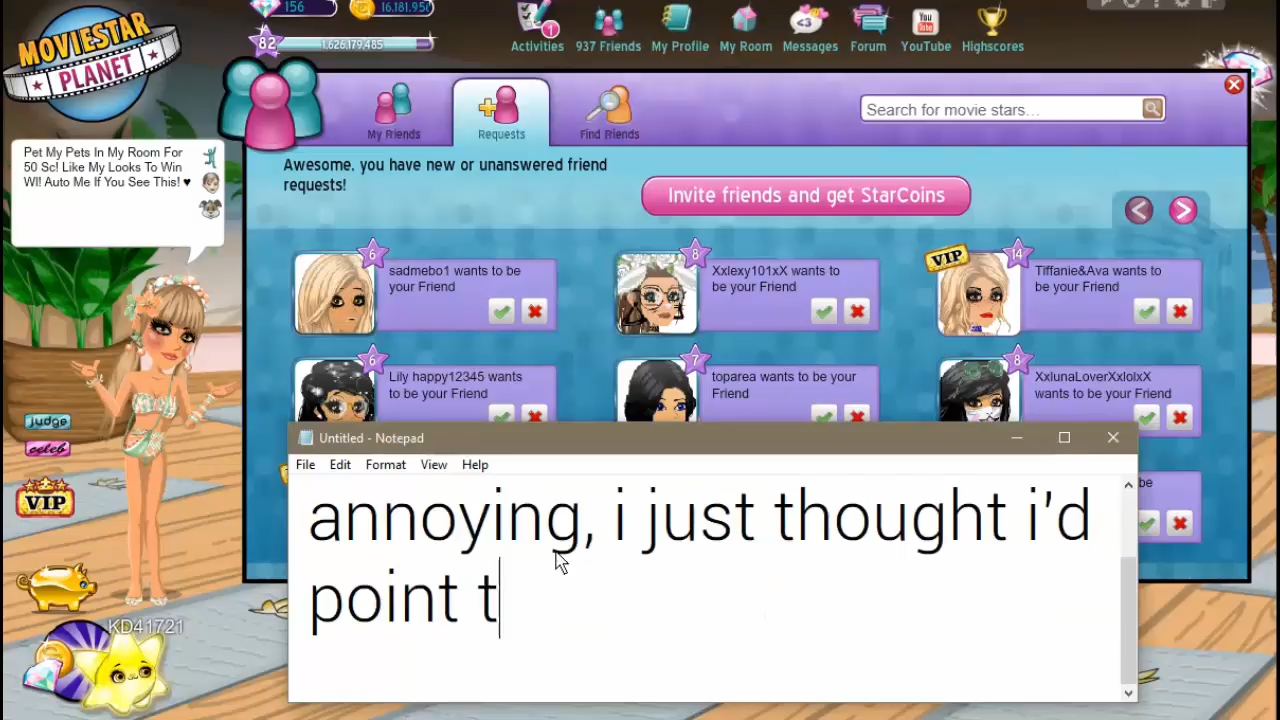 156
16.181.950
82
1.626.179.485
MOVIESTAR
PLANET
1
<3
You
Tube
Activities
937 Friends
My Profile
My Room
Messages
Forum
YouTube
Highscores
My Friends
Requests
Find Friends
Search for movie stars...
Pet My Pets In My Room For
50 Sc! Like My Looks To Win
WI! Auto Me If You See This! ♥
Awesome, you have new or unanswered friend
requests!
Invite friends and get StarCoins
6
sadmebo1 wants to be
your Friend
8
Xxlexy101xX wants to
be your Friend
VIP
14
Tiffanie&Ava wants to
be your Friend
6
Lily happy12345 wants
to be your Friend
7
toparea wants to be your
Friend
8
XxlunaLoverXxlolxX
wants to be your Friend
be
judge
celeb
VIP
KD41721
Untitled - Notepad
File Edit Format View Help
annoying, i just thought i'd
point t